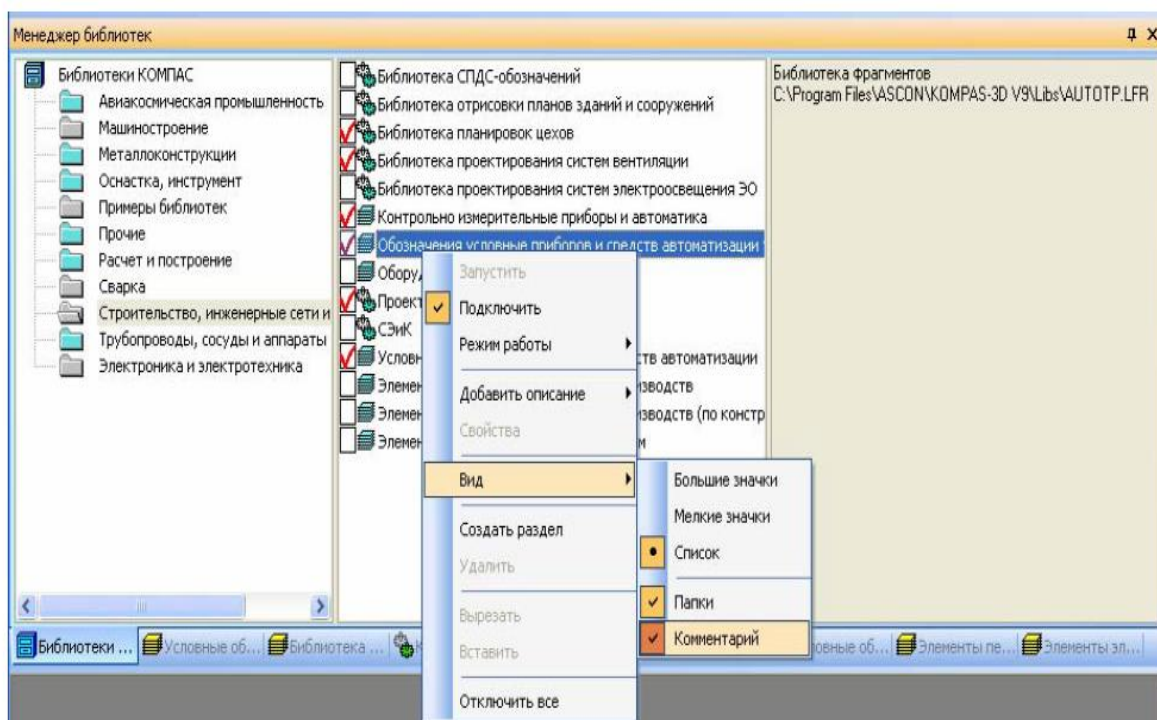 Менеджер библиотек
Библиотеки КОМПАС
Авиакосмическая промышленность
Машиностроение
Металлоконструкции
Оснастка, инструмент
Примеры библиотек
Прочие
Расчет и построение
Сварка
Строительство, инженерные сети и
Трубопроводы, сосуды и аппараты
Электроника и электротехника
Библиотека СПДС-обозначений
Библиотека отрисовки планов зданий и сооружений
Библиотека планировок цехов
Библиотека проектирования систем вентиляции
Библиотека проектирования систем электроосвещения ЭО
Контрольно измерительные приборы и автоматика
Обозначения условные приборов и средств автоматизации
Обору
Проект
СЭиК
Условн ств автоматизации
Элемен изводств
Элемен изводств (по констр
Элемен м
Библиотека фрагментов
C:\Program Files\ASCON\KOMPAS-3D V9\Libs\AUTOTP.LFR
Запустить
Подключить
Режим работы
Добавить описание
Свойства
Вид
Создать раздел
Удалить
Вырезать
Вставить
Отключить все
Большие значки
Мелкие значки
Список
Папки
Комментарий
Библиотеки ... Условные об... Библиотека ... К ловные об... Элементы пе... Элементы эл...